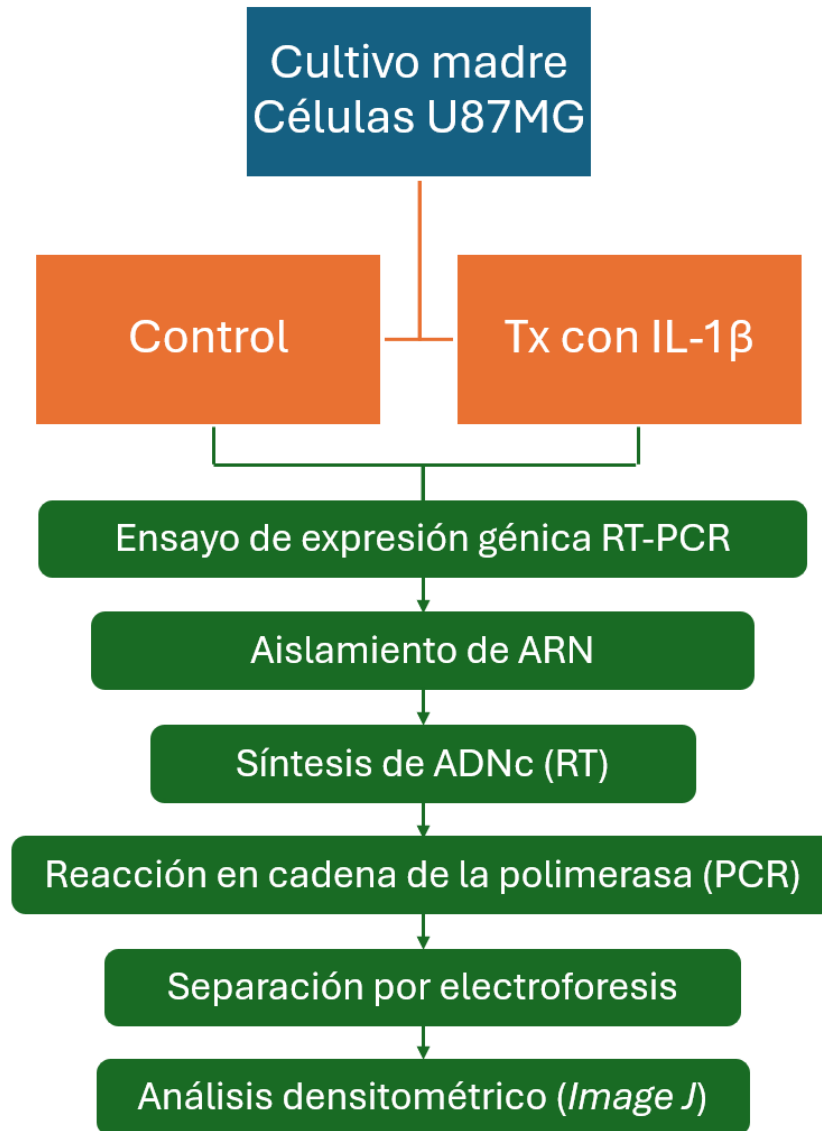 Cultivo madre
Células U87MG
Control
Tx con IL-1β
Ensayo de expresión génica RT-PCR
Aislamiento de ARN
Síntesis de ADNc (RT)
Reacción en cadena de la polimerasa (PCR)
Separación por electroforesis
Análisis densitométrico (Image J)